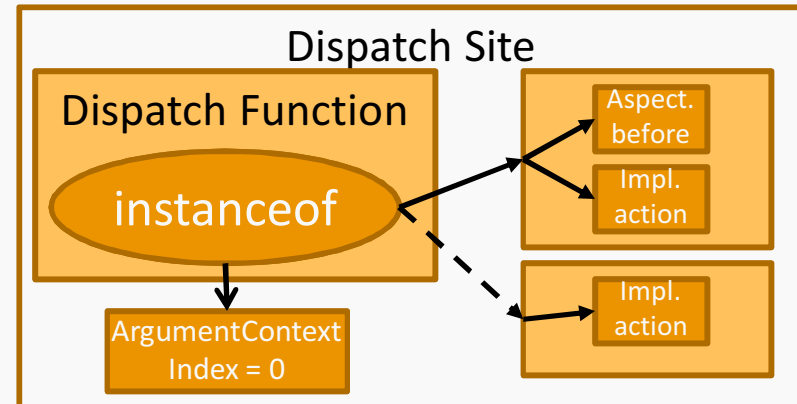 Dispatch Site
Dispatch Function
instanceof
ArgumentContext
Index = 0
Aspect.
before
Impl.
action
Impl.
action